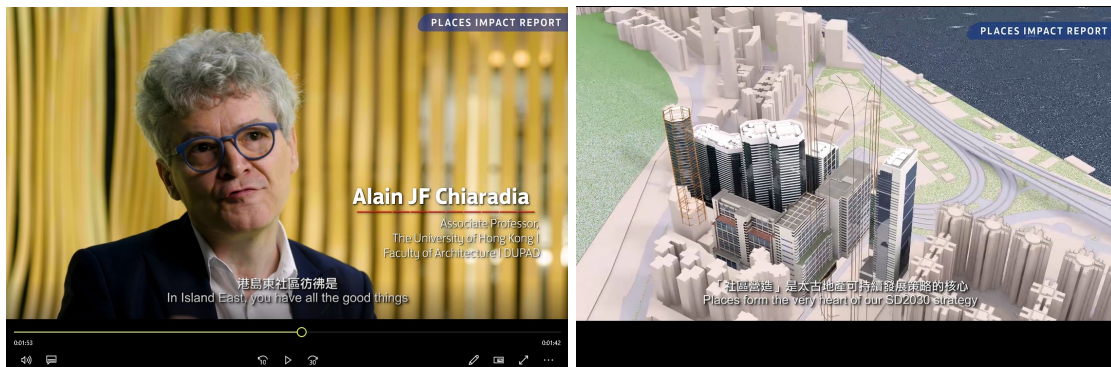 PLACES IMPACT REPORT
Alain JF Chiaradia
Associate Professor,
The University of Hong Kong |
Faculty of Architecture | DUPAD
港島東社區彷彿是
In Island East, you have all the good things
0:01:53
0:01:42
10
30
PLACES IMPACT REPORT
「社區營造」是太古地產可持續發展策略的核心
Places form the very heart of our SD2030 strategy